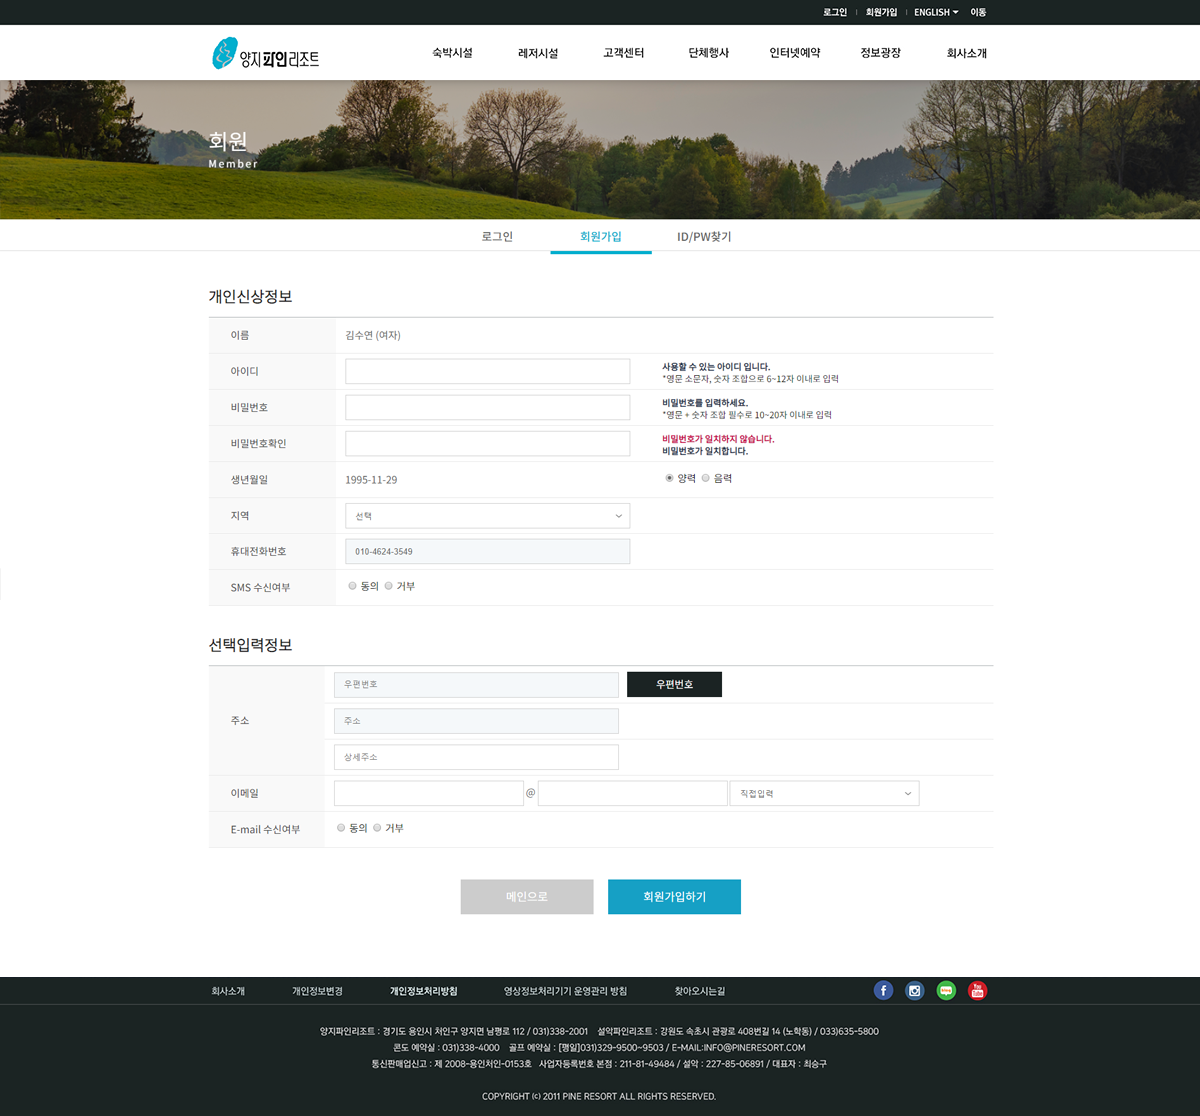 로그인 회원가입 ENGLISH 이동
양지파인리조트 숙박시설 레저시설 고객센터 단체행사 인터넷예약 정보광장 회사소개
회원
Member
로그인 회원가입 ID/PW찾기
개인신상정보
이름 김수연 (여자)
아이디 사용할 수 있는 아이디 입니다.
*영문 소문자, 숫자 조합으로 6~12자 이내로 입력
비밀번호 비밀번호를 입력하세요.
*영문 + 숫자 조합 필수로 10~20자 이내로 입력
비밀번호확인 비밀번호가 일치하지 않습니다.
비밀번호가 일치합니다.
생년월일 1995-11-29 양력 음력
지역 선택
휴대전화번호 010-4624-3549
SMS 수신여부 동의 거부
선택입력정보
우편번호 우편번호
주소 주소
상세주소
이메일 @ 직접입력
E-mail 수신여부 동의 거부
메인으로 회원가입하기
회사소개 개인정보변경 개인정보처리방침 영상정보처리기기 운영관리 방침 찾아오시는길
양지파인리조트 : 경기도 용인시 처인구 양지면 남평로 112 / 031)338-2001 설악파인리조트 : 강원도 속초시 관광로 408번길 14 (노학동) / 033)635-5800
콘도 예약실 : 031)338-4000 골프 예약실 : [평일]031)329-9500~9503 / E-MAIL:INFO@PINERESORT.COM
통신판매업신고 : 제 2008-용인처인-0153호 사업자등록번호 본점 : 211-81-49484 / 설악 : 227-85-06891 / 대표자 : 최승구
COPYRIGHT (c) 2011 PINE RESORT ALL RIGHTS RESERVED.